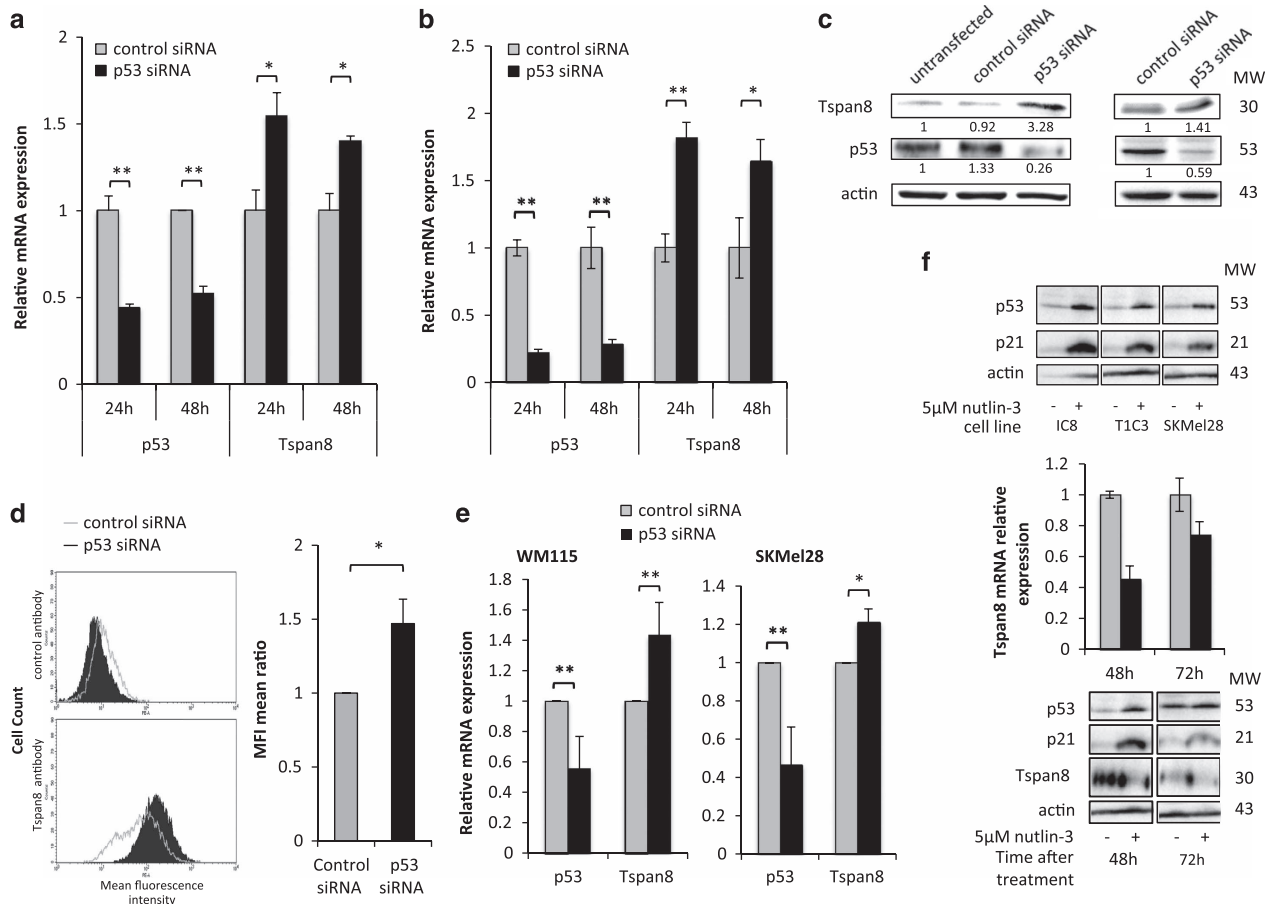 a
2
1.5
1
0.5
0
Relative mRNA expression
control siRNA
p53 siRNA
**
**
*
*
24h 48h 24h 48h
p53 Tspan8
b
2.5
2
1.5
1
0.5
0
Relative mRNA expression
control siRNA
p53 siRNA
**
**
**
*
24h 48h 24h 48h
p53 Tspan8
c
untransfected control siRNA p53 siRNA control siRNA p53 siRNA MW
Tspan8 30
1 0.92 3.28 1 1.41
p53 53
1 1.33 0.26 1 0.59
actin 43
d
control siRNA
p53 siRNA
Cell Count
control antibody
Tspan8 antibody
Mean fluorescence
intensity
2
1.5
1
0.5
0
MFI mean ratio
*
Control siRNA
p53 siRNA
e
control siRNA
p53 siRNA
WM115
1.8
1.6
1.4
1.2
1
0.8
0.6
0.4
0.2
0
Relative mRNA expression
**
**
p53 Tspan8
SKMel28
1.4
1.2
1
0.8
0.6
0.4
0.2
0
**
*
p53 Tspan8
f
MW
p53 53
p21 21
actin 43
5µM nutlin-3 - + - + - +
cell line IC8 T1C3 SKMel28
1.2
1
0.8
0.6
0.4
0.2
0
Tspan8 mRNA relative
expression
48h 72h
MW
p53 53
p21 21
Tspan8 30
actin 43
5µM nutlin-3 - + - +
Time after
treatment
48h 72h